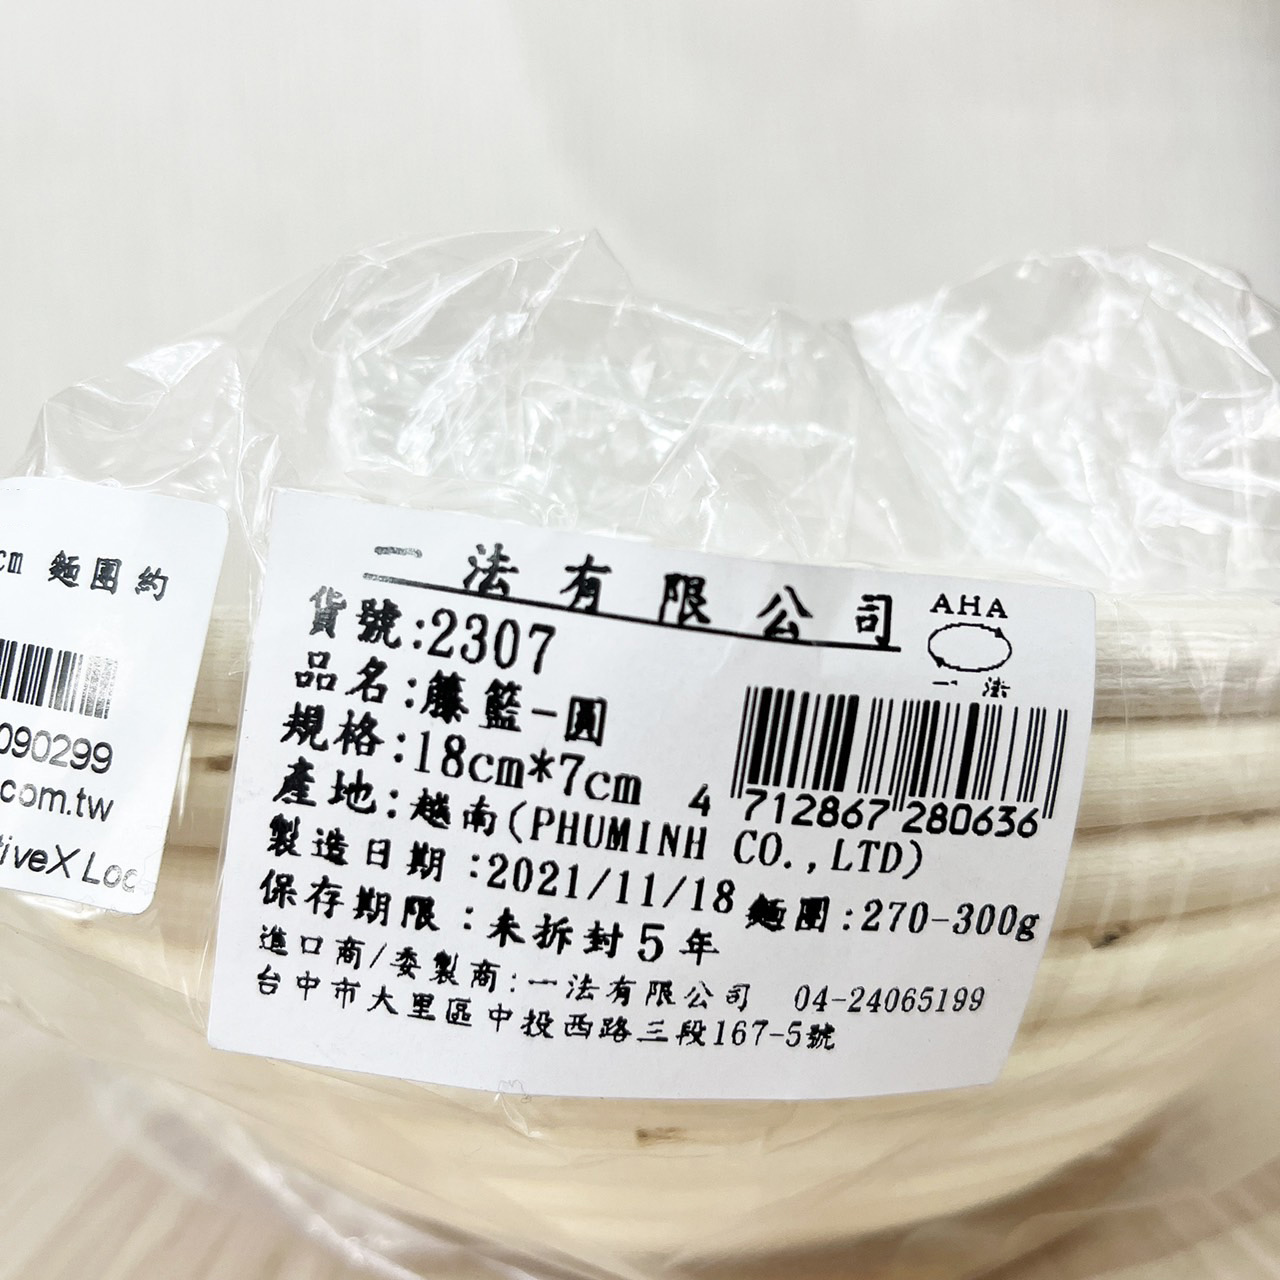 cm 麵團約
090299
.com.tw
tiveX Loc
一法有限公司
AHA
一法
貨號:2307
品名:籐籃-圓
規格:18cm*7cm
4 712867 280636
產地:越南(PHUMINH CO.,LTD)
製造日期:2021/11/18 麵團:270-300g
保存期限:未拆封5年
進口商/委製商:一法有限公司 04-24065199
台中市大里區中投西路三段167-5號